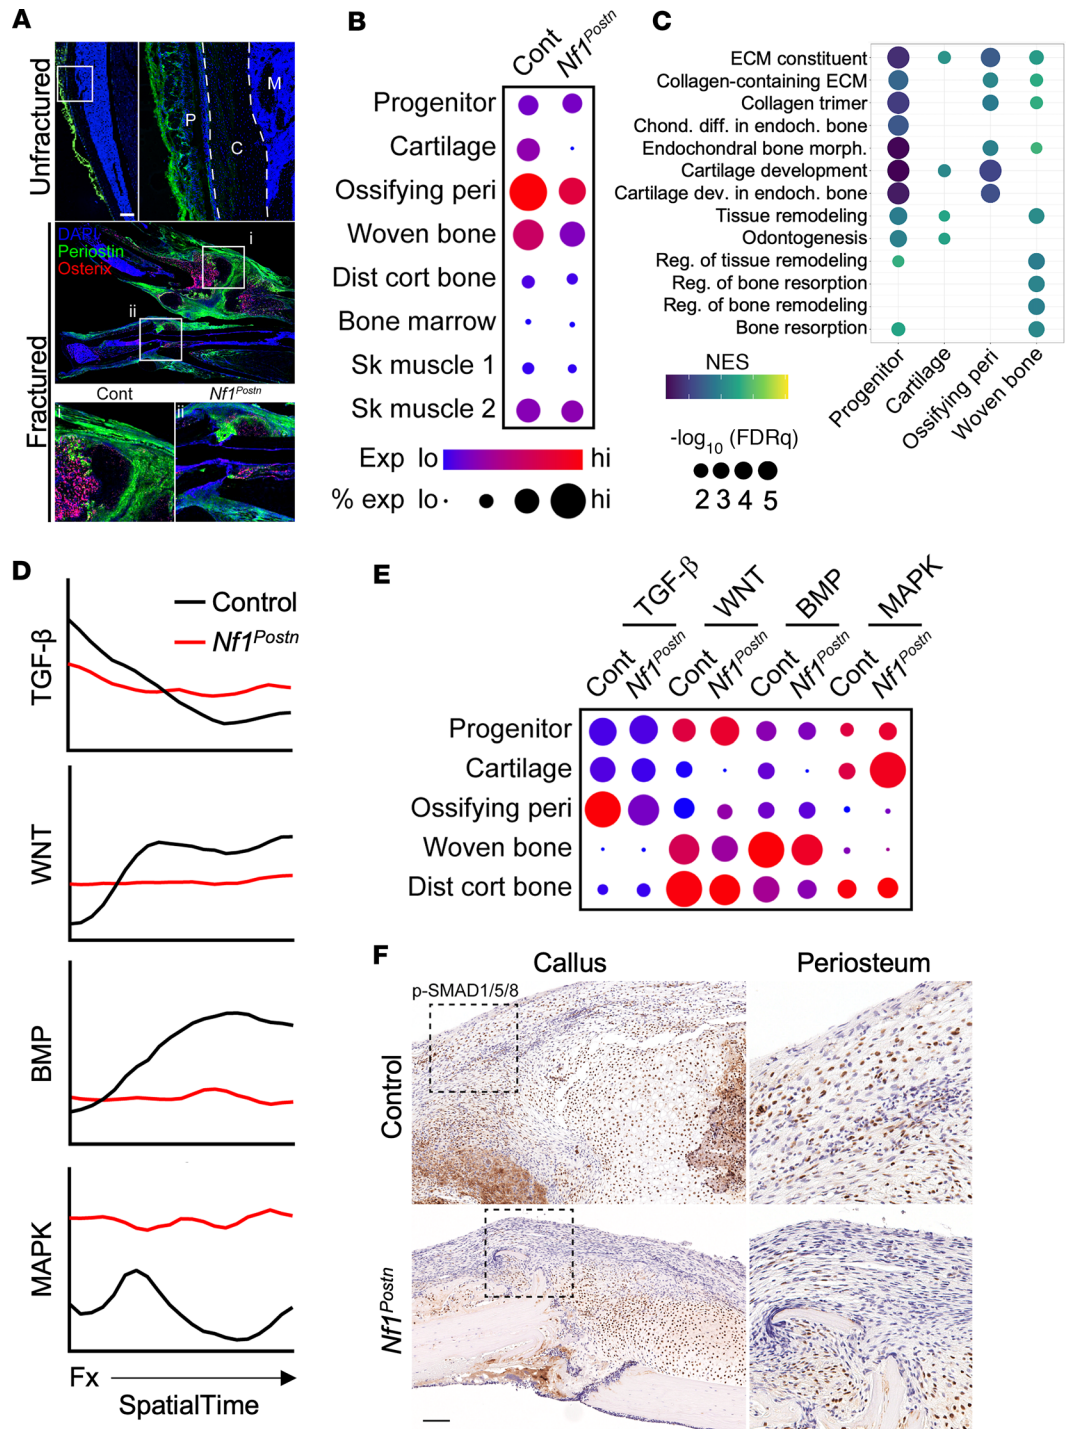 A
Unfractured
P
C
M
Fractured
DAPI
Periostin
Osterix
i
ii
Cont
Nf1Postn
i
ii
B
Cont
Nf1Postn
Progenitor
Cartilage
Ossifying peri
Woven bone
Dist cort bone
Bone marrow
Sk muscle 1
Sk muscle 2
Exp lo hi
% exp lo hi
C
ECM constituent
Collagen-containing ECM
Collagen trimer
Chond. diff. in endoch. bone
Endochondral bone morph.
Cartilage development
Cartilage dev. in endoch. bone
Tissue remodeling
Odontogenesis
Reg. of tissue remodeling
Reg. of bone resorption
Reg. of bone remodeling
Bone resorption
Progenitor
Cartilage
Ossifying peri
Woven bone
NES
-log10 (FDRq)
2 3 4 5
D
Control
Nf1Postn
TGF-β
WNT
BMP
MAPK
Fx
SpatialTime
E
TGF-β
WNT
BMP
MAPK
Cont
Nf1Postn
Cont
Nf1Postn
Cont
Nf1Postn
Cont
Nf1Postn
Progenitor
Cartilage
Ossifying peri
Woven bone
Dist cort bone
F
Callus
Periosteum
p-SMAD1/5/8
Control
Nf1Postn